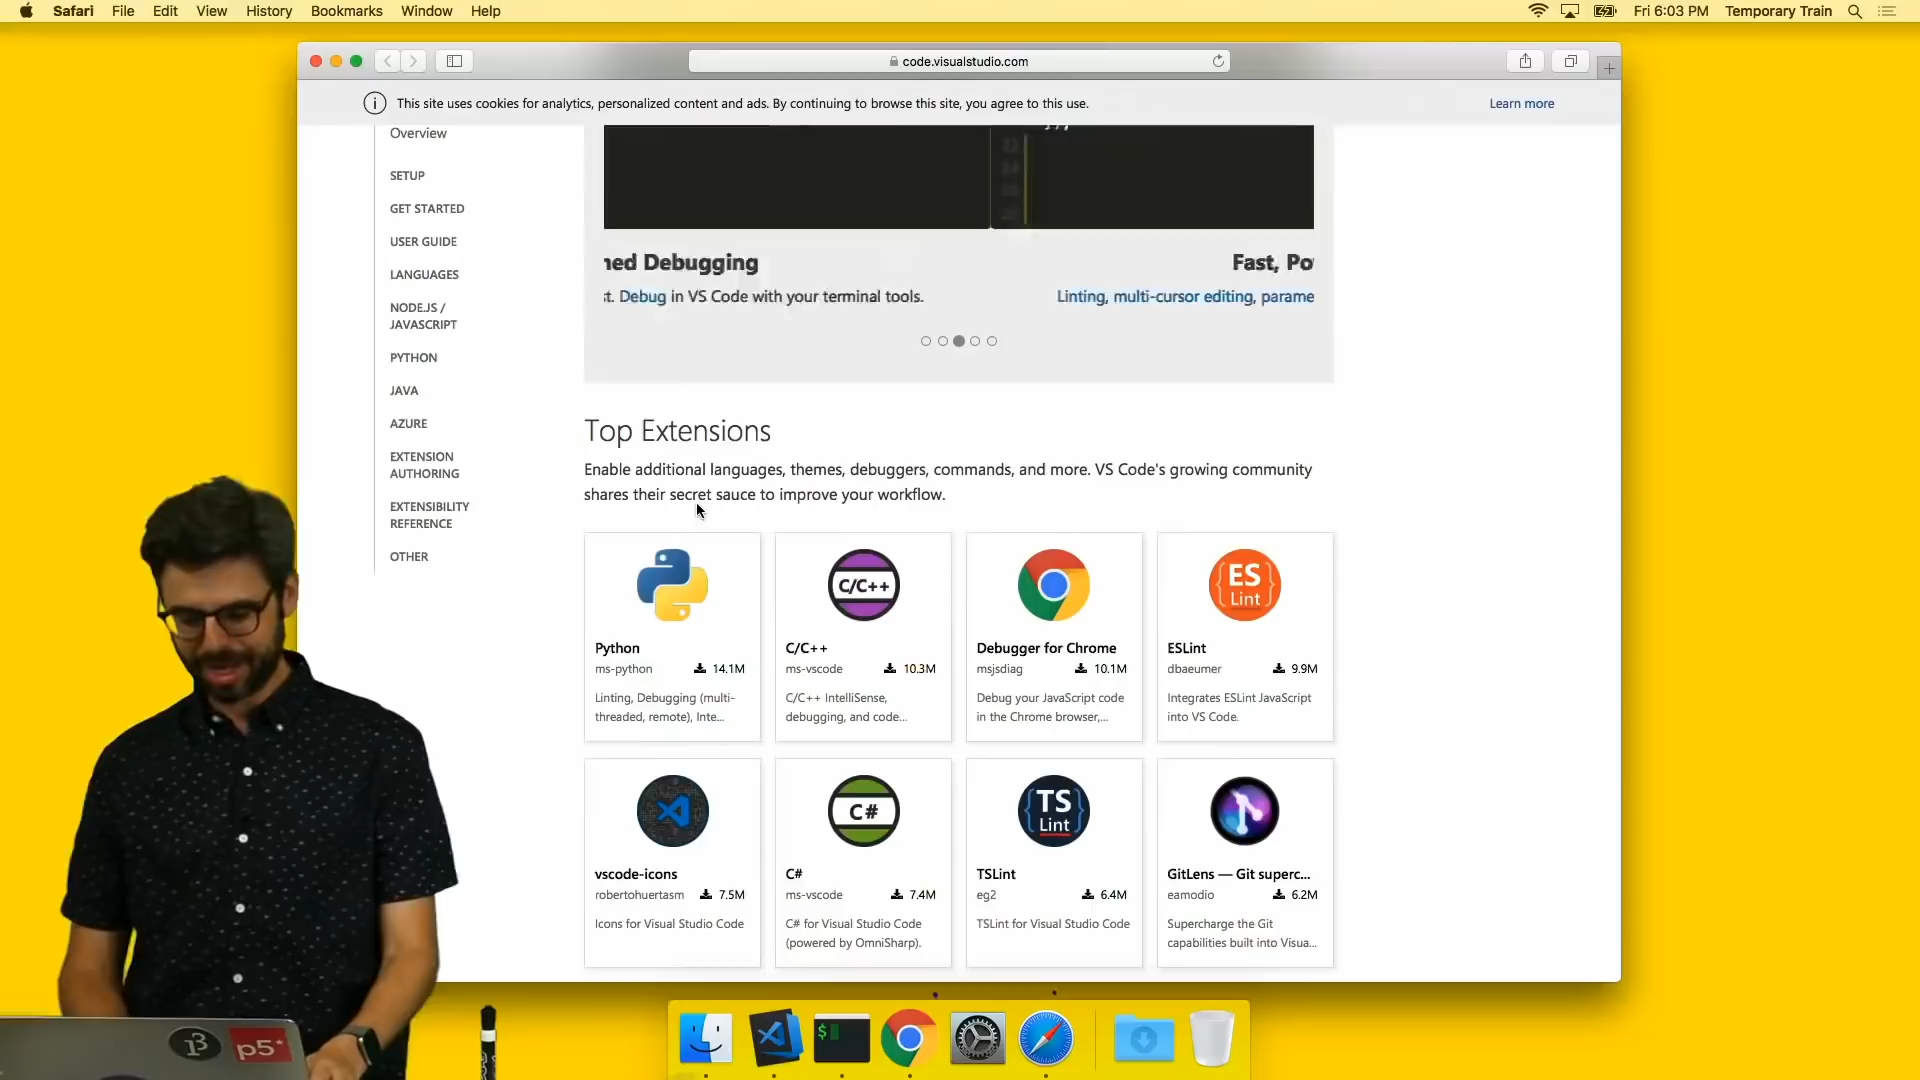 Safari File Edit View History Bookmarks Window Help
Fri 6:03 PM Temporary Train
code.visualstudio.com
This site uses cookies for analytics, personalized content and ads. By continuing to browse this site, you agree to this use.
Learn more
Overview
SETUP
GET STARTED
USER GUIDE
LANGUAGES
NODE.JS /
JAVASCRIPT
PYTHON
JAVA
AZURE
EXTENSION
AUTHORING
EXTENSIBILITY
REFERENCE
OTHER
ned Debugging
Fast, Po
t. Debug in VS Code with your terminal tools.
Linting, multi-cursor editing, parame
Top Extensions
Enable additional languages, themes, debuggers, commands, and more. VS Code's growing community
shares their secret sauce to improve your workflow.
Python
ms-python 14.1M
Linting, Debugging (multi-
threaded, remote), Inte...
C/C++
C/C++
ms-vscode 10.3M
C/C++ IntelliSense,
debugging, and code...
Debugger for Chrome
msjsdiag 10.1M
Debug your JavaScript code
in the Chrome browser,...
ES
Lint
ESLint
dbaeumer 9.9M
Integrates ESLint JavaScript
into VS Code.
vscode-icons
robertohuertasm 7.5M
Icons for Visual Studio Code
C#
C#
ms-vscode 7.4M
C# for Visual Studio Code
(powered by OmniSharp).
TS
Lint
TSLint
eg2 6.4M
TSLint for Visual Studio Code
GitLens — Git superc...
eamodio 6.2M
Supercharge the Git
capabilities built into Visua...
$
p5*